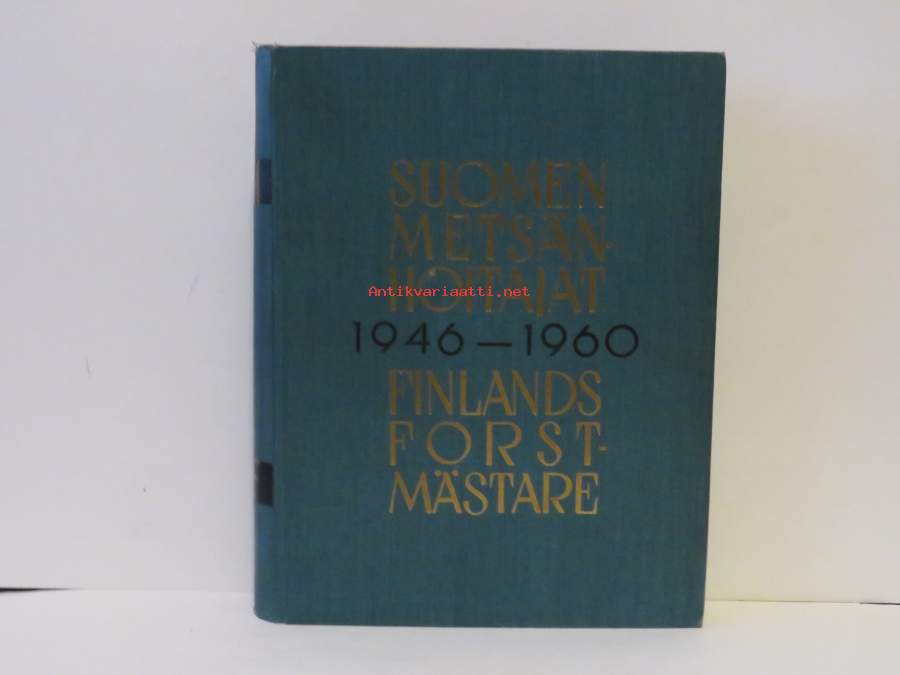 SUOMEN
METSÄN-
HOITAJAT
Antikvariaatti.net
1946 – 1960
FINLANDS
FORST-
MÄSTARE